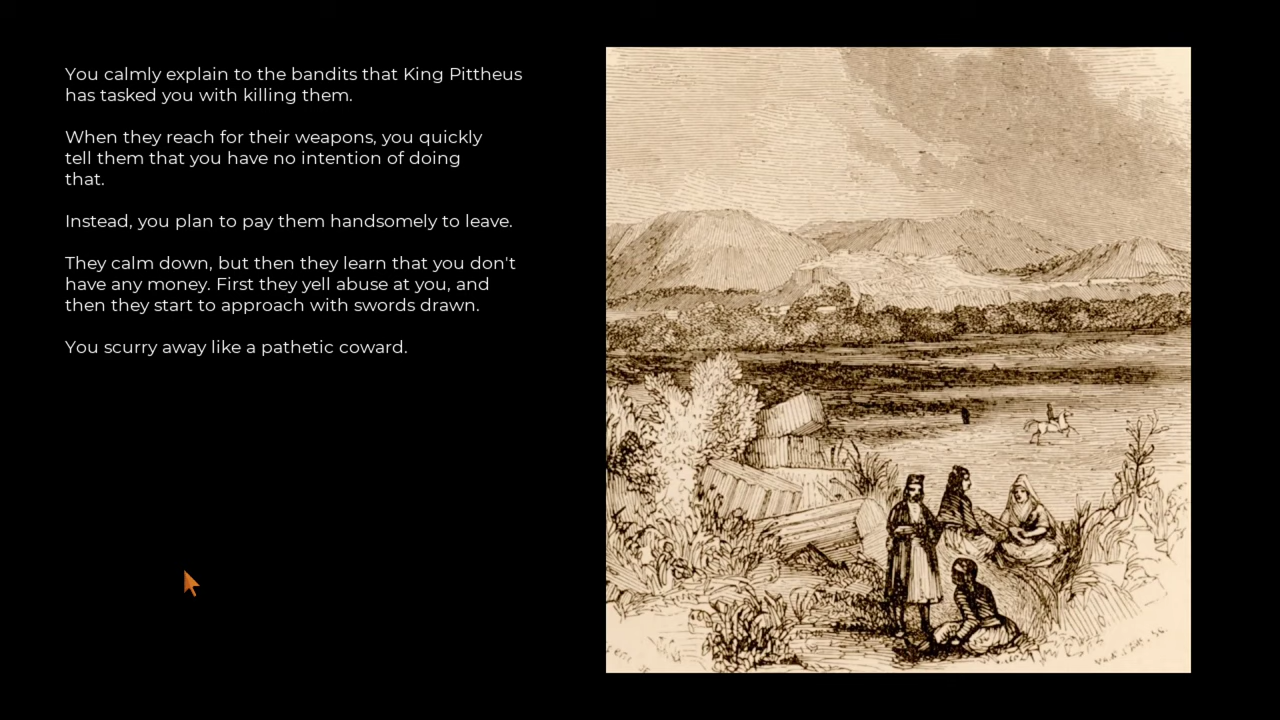 You calmly explain to the bandits that King Pittheus
has tasked you with killing them.
When they reach for their weapons, you quickly
tell them that you have no intention of doing
that.
Instead, you plan to pay them handsomely to leave.
They calm down, but then they learn that you don't
have any money. First they yell abuse at you, and
then they start to approach with swords drawn.
You scurry away like a pathetic coward.